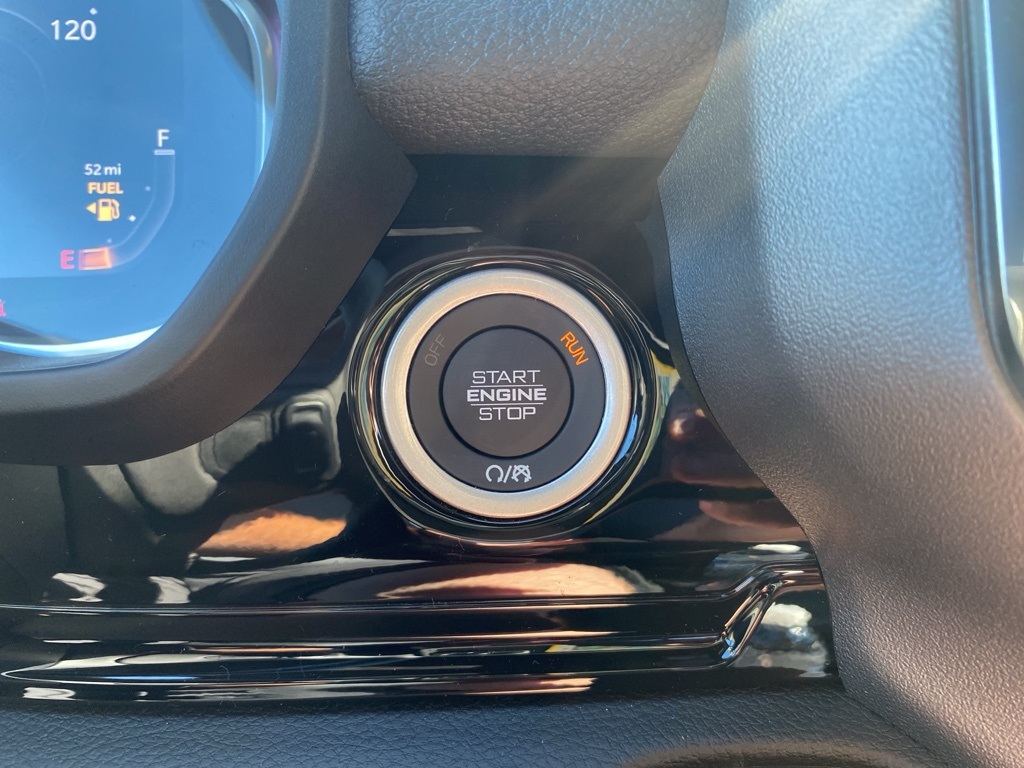 120
F
52 mi
FUEL
E
OFF
RUN
START
ENGINE
STOP